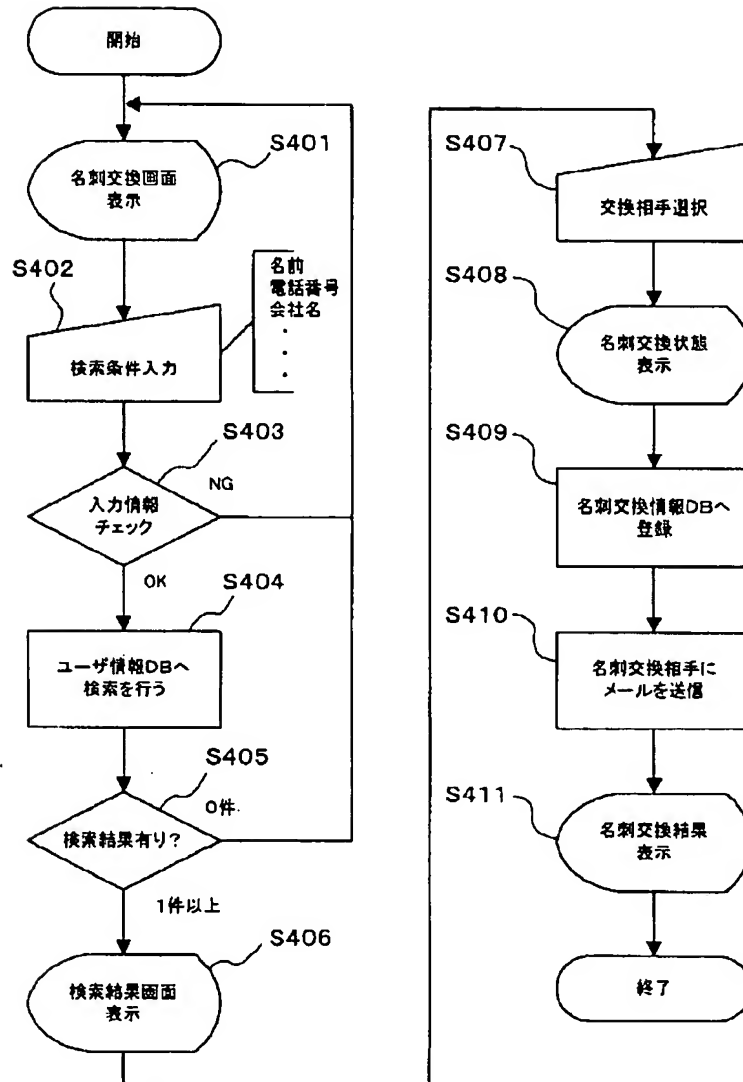 開始
S401
名刺交換画面
表示
S402
名前
電話番号
会社名
・
・
・
検索条件入力
S403
入力情報
チェック
NG
OK
S404
ユーザ情報DBへ
検索を行う
S405
0件
検索結果有り?
1件以上
S406
検索結果画面
表示
S407
交換相手選択
S408
名刺交換状態
表示
S409
名刺交換情報DBへ
登録
S410
名刺交換相手に
メールを送信
S411
名刺交換結果
表示
終了